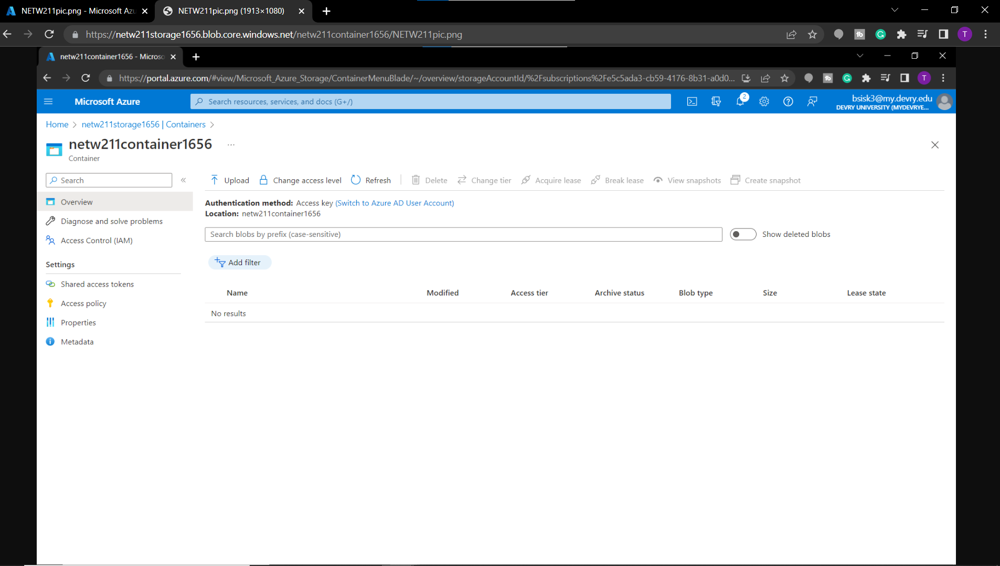 NETW211pic.png - Microsoft Azu
NETW211pic.png (1913×1080)
https://netw211storage1656.blob.core.windows.net/netw211container1656/NETW211pic.png
T
netw211container1656 - Microso
https://portal.azure.com/#view/Microsoft_Azure_Storage/ContainerMenuBlade/~/overview/storageAccountId/%2Fsubscriptions%2Fe5c5ada3-cb59-4176-8b31-a0d0...
T
Microsoft Azure
Search resources, services, and docs (G+/)
2
bsisk3@my.devry.edu
DEVRY UNIVERSITY (MYDEVRYE...
Home > netw211storage1656 | Containers >
netw211container1656 ...
Container
Search
«
Upload Change access level Refresh Delete Change tier Acquire lease Break lease View snapshots Create snapshot
Overview
Diagnose and solve problems
Access Control (IAM)
Settings
Shared access tokens
Access policy
Properties
Metadata
Authentication method: Access key (Switch to Azure AD User Account)
Location: netw211container1656
Search blobs by prefix (case-sensitive)
Show deleted blobs
Add filter
Name Modified Access tier Archive status Blob type Size Lease state
No results